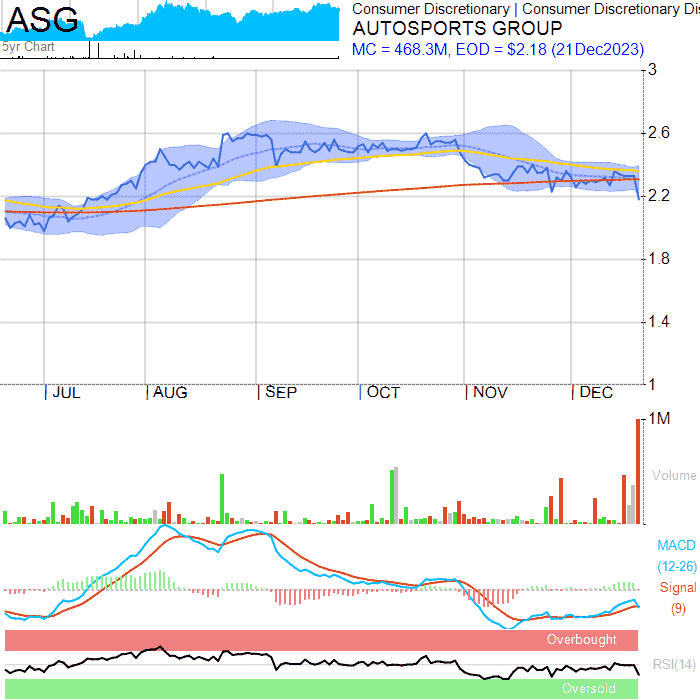 ASG
5yr Chart
Consumer Discretionary | Consumer Discretionary Di
AUTOSPORTS GROUP
MC = 468.3M, EOD = $2.18 (21Dec2023)
3
2.6
2.2
1.8
1.4
1
JUL AUG SEP OCT NOV DEC
1M
Volume
MACD
(12-26)
Signal
(9)
Overbought
RSI(14)
Oversold